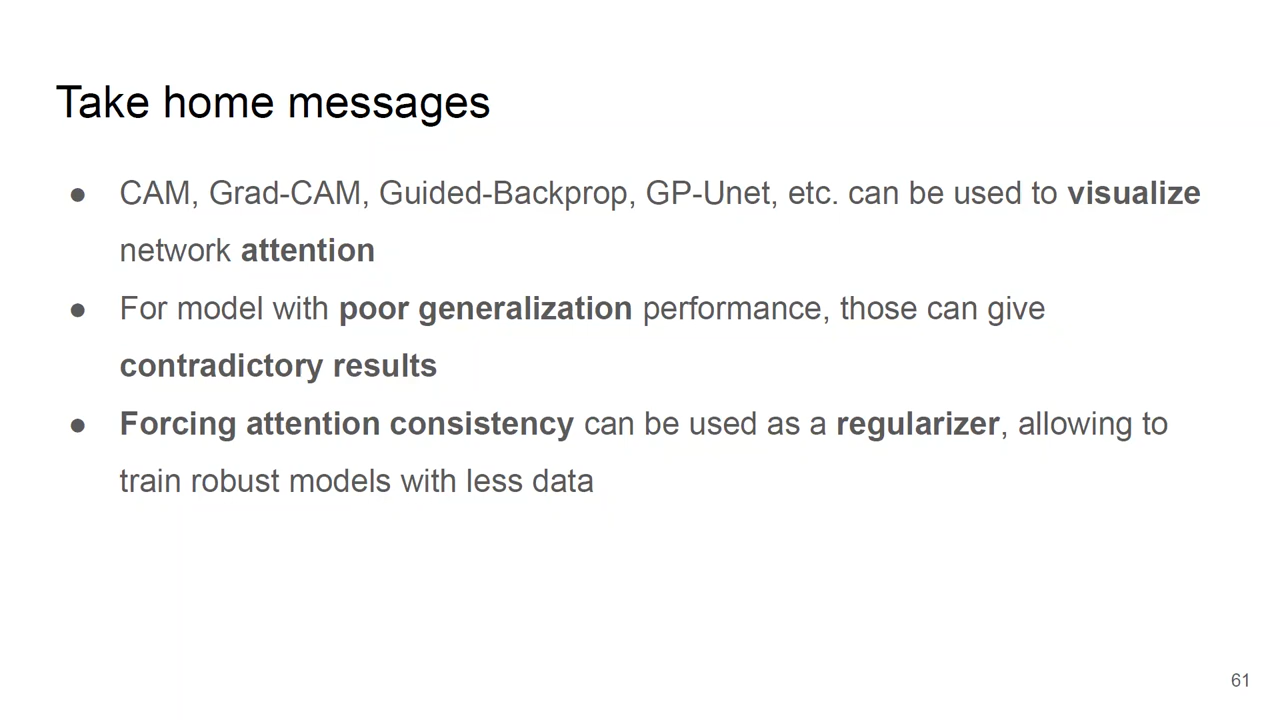 Take home messages
● CAM, Grad-CAM, Guided-Backprop, GP-Unet, etc. can be used to visualize
network attention
● For model with poor generalization performance, those can give
contradictory results
● Forcing attention consistency can be used as a regularizer, allowing to
train robust models with less data
61